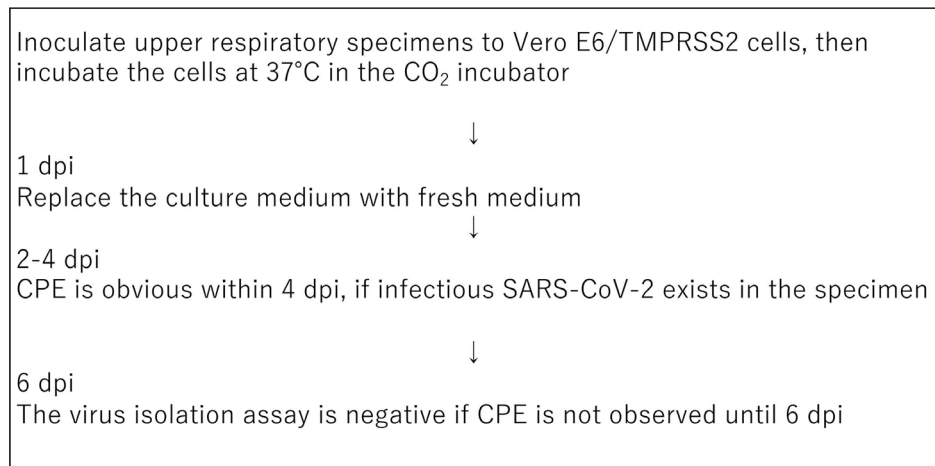 Inoculate upper respiratory specimens to Vero E6/TMPRSS2 cells, then
incubate the cells at 37°C in the CO₂ incubator
↓
1 dpi
Replace the culture medium with fresh medium
↓
2-4 dpi
CPE is obvious within 4 dpi, if infectious SARS-CoV-2 exists in the specimen
↓
6 dpi
The virus isolation assay is negative if CPE is not observed until 6 dpi